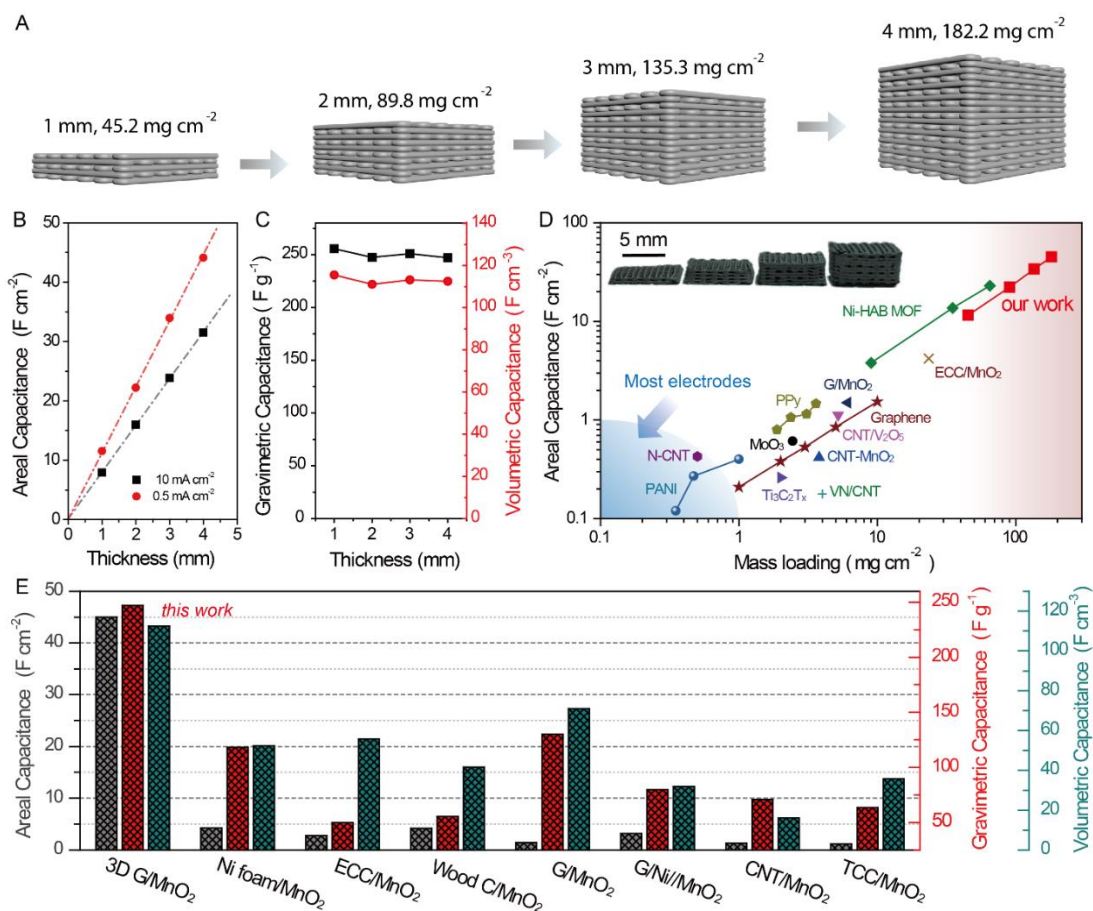 A
1 mm, 45.2 mg cm⁻²
2 mm, 89.8 mg cm⁻²
3 mm, 135.3 mg cm⁻²
4 mm, 182.2 mg cm⁻²
B
Areal Capacitance (F cm⁻²)
50
40
30
20
10
0
0 1 2 3 4 5
Thickness (mm)
10 mA cm⁻²
0.5 mA cm⁻²
C
Gravimetric Capacitance ( F g⁻¹)
250
200
150
100
50
0
1 2 3 4
Thickness (mm)
140
120
100
80
60
40
20
0
Volumetric Capacitance (F cm⁻³)
D
Areal Capacitance (F cm⁻²)
100
10
1
0.1
0.1 1 10 100
Mass loading ( mg cm⁻²)
5 mm
Ni-HAB MOF
our work
ECC/MnO₂
Most electrodes
G/MnO₂
PPy
Graphene
MoO₃
CNT/V₂O₅
N-CNT
CNT-MnO₂
PANI
Ti₃C₂Tₓ
VN/CNT
E
Areal Capacitance (F cm⁻²)
50
40
30
20
10
0
this work
3D G/MnO₂
Ni foam/MnO₂
ECC/MnO₂
Wood C/MnO₂
G/MnO₂
G/Ni//MnO₂
CNT/MnO₂
TCC/MnO₂
250
200
150
100
50
Gravimetric Capacitance (F g⁻¹)
120
100
80
60
40
20
0
Volumetric Capacitance (F cm⁻³)